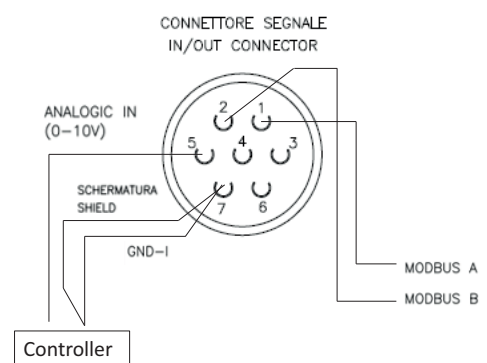 CONNETTORE SEGNALE
IN/OUT CONNECTOR
ANALOGIC IN
(0-10V)
2
1
5
4
3
SCHERMATURA
SHIELD
7
6
GND-I
MODBUS A
MODBUS B
Controller